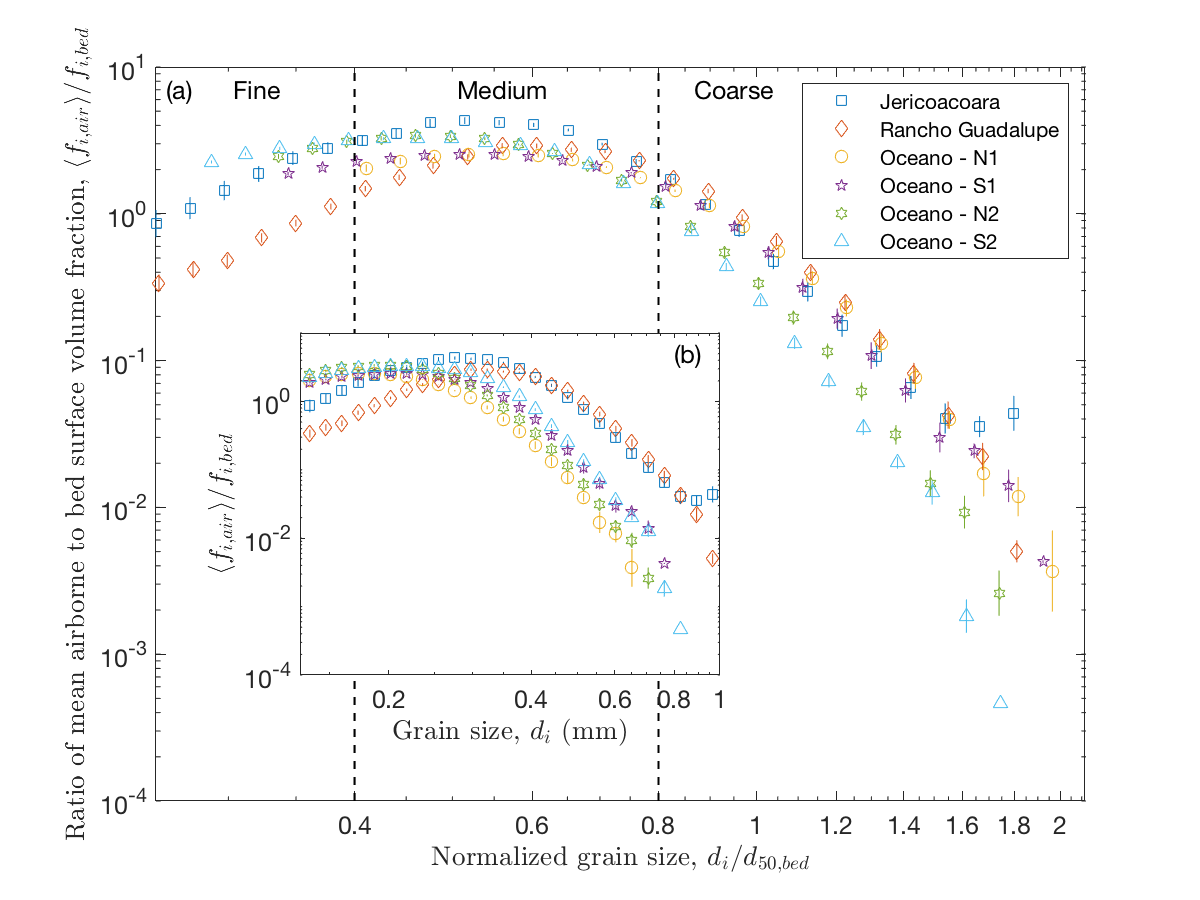 Ratio of mean airborne to bed surface volume fraction, ⟨f_{i,air}⟩/f_{i,bed}
10^1
10^0
10^{-1}
10^{-2}
10^{-3}
10^{-4}
(a) Fine Medium Coarse
Jericoacoara
Rancho Guadalupe
Oceano - N1
Oceano - S1
Oceano - N2
Oceano - S2
(b)
⟨f_{i,air}⟩/f_{i,bed}
10^0
10^{-2}
10^{-4}
0.2 0.4 0.6 0.8 1
Grain size, d_i (mm)
0.4 0.6 0.8 1 1.2 1.4 1.6 1.8 2
Normalized grain size, d_i/d_{50,bed}